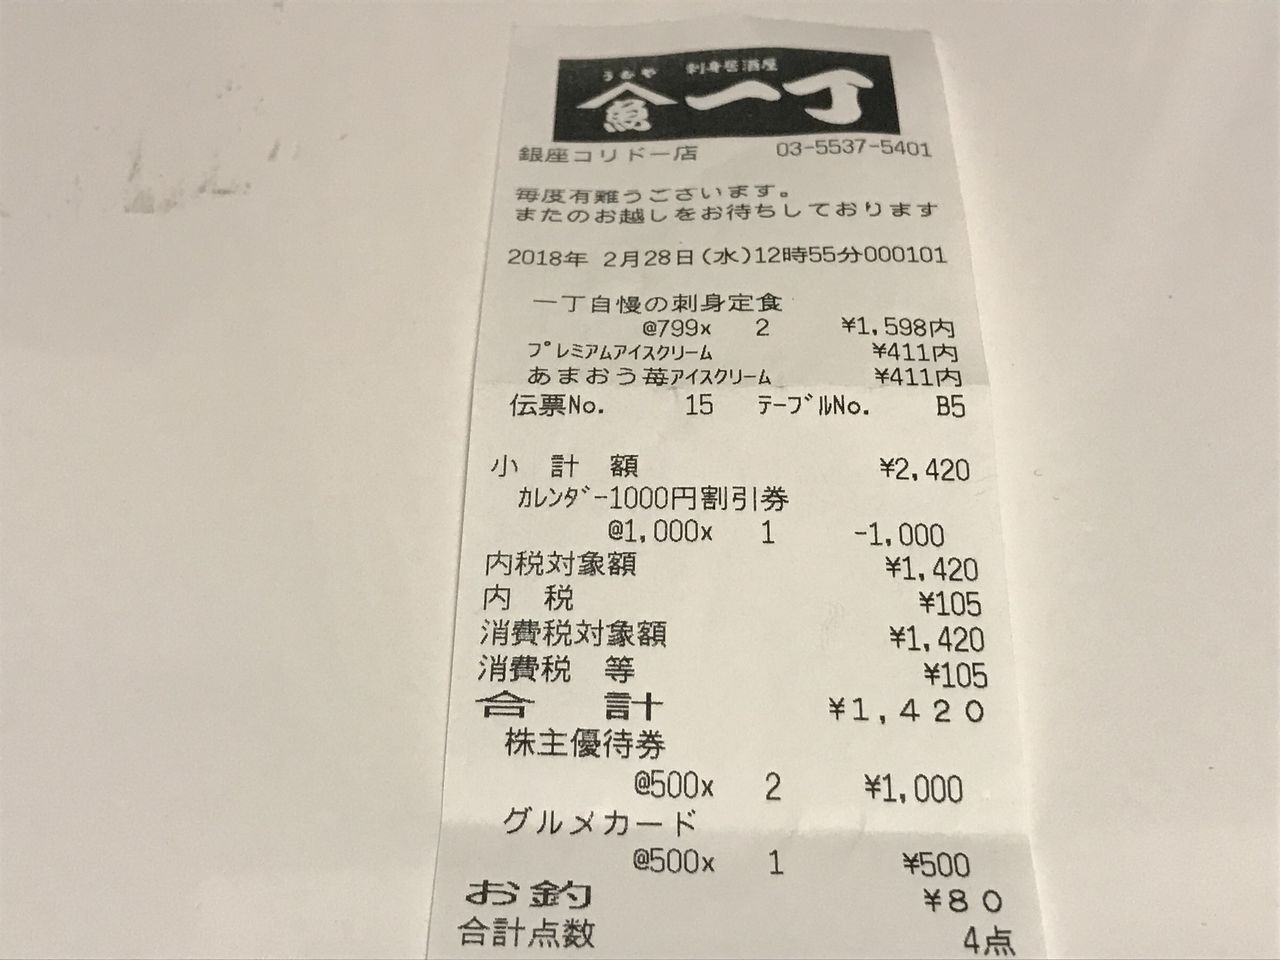 うをや 刺身居酒屋
魚 一丁
銀座コリドー店 03-5537-5401
毎度有難うございます。
またのお越しをお待ちしております
2018年 2月28日(水)12時55分000101
一丁自慢の刺身定食
@799x 2 ¥1,598内
プレミアムアイスクリーム ¥411内
あまおう苺アイスクリーム ¥411内
伝票No. 15 テーブルNo. B5
小計額 ¥2,420
カレンダー1000円割引券
@1,000x 1 -1,000
内税対象額 ¥1,420
内税 ¥105
消費税対象額 ¥1,420
消費税 等 ¥105
合計 ¥1,420
株主優待券
@500x 2 ¥1,000
グルメカード
@500x 1 ¥500
お釣 ¥80
合計点数 4点